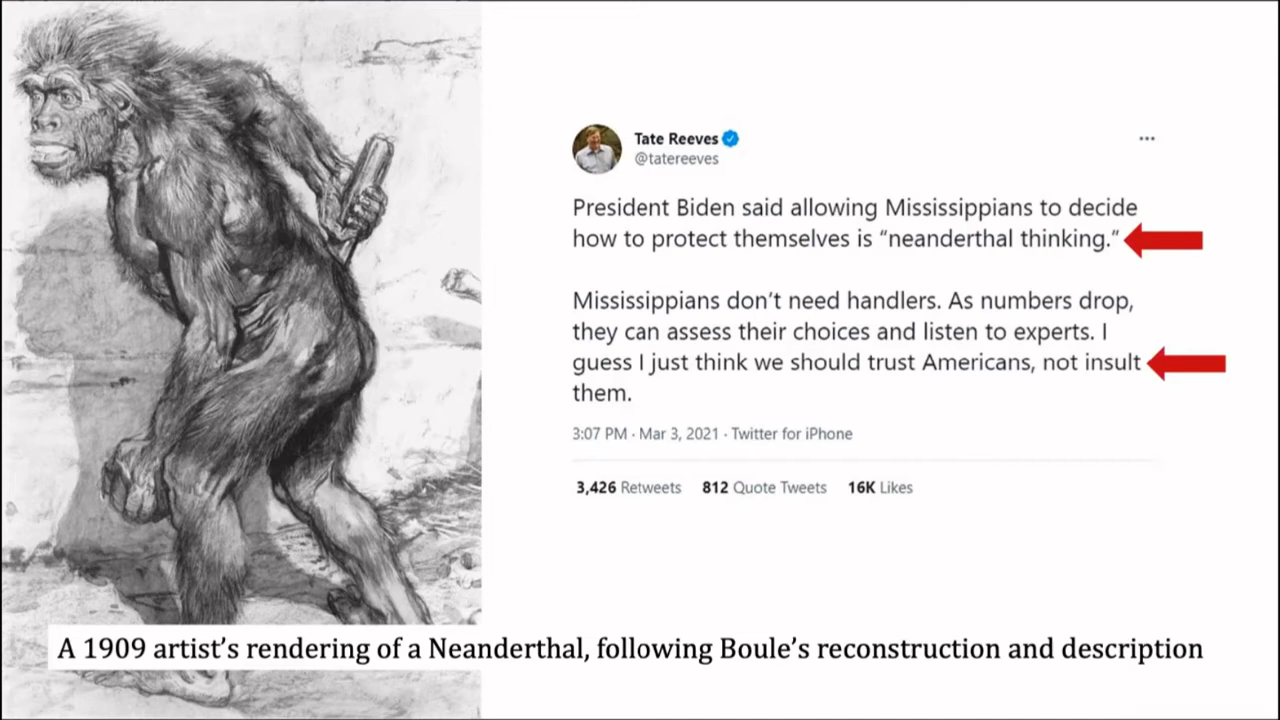 Tate Reeves
@tatereeves
President Biden said allowing Mississippians to decide
how to protect themselves is “neanderthal thinking.”
Mississippians don’t need handlers. As numbers drop,
they can assess their choices and listen to experts. I
guess I just think we should trust Americans, not insult
them.
3:07 PM · Mar 3, 2021 · Twitter for iPhone
3,426 Retweets 812 Quote Tweets 16K Likes
A 1909 artist’s rendering of a Neanderthal, following Boule’s reconstruction and description